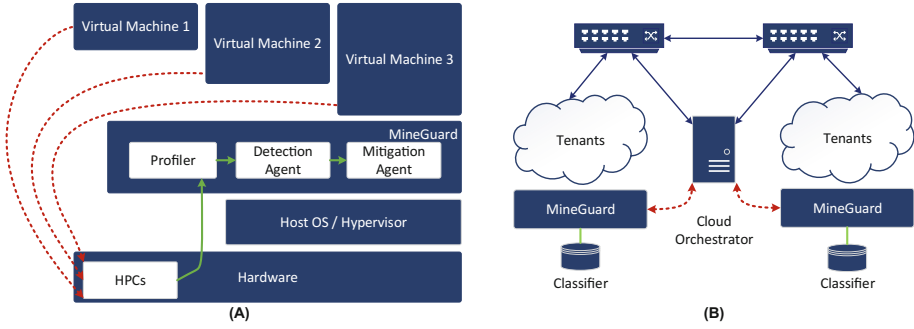 Virtual Machine 1
Virtual Machine 2
Virtual Machine 3
MineGuard
Profiler
Detection
Agent
Mitigation
Agent
Host OS / Hypervisor
Hardware
HPCs
(A)
Tenants
Tenants
MineGuard
MineGuard
Cloud
Orchestrator
Classifier
Classifier
(B)